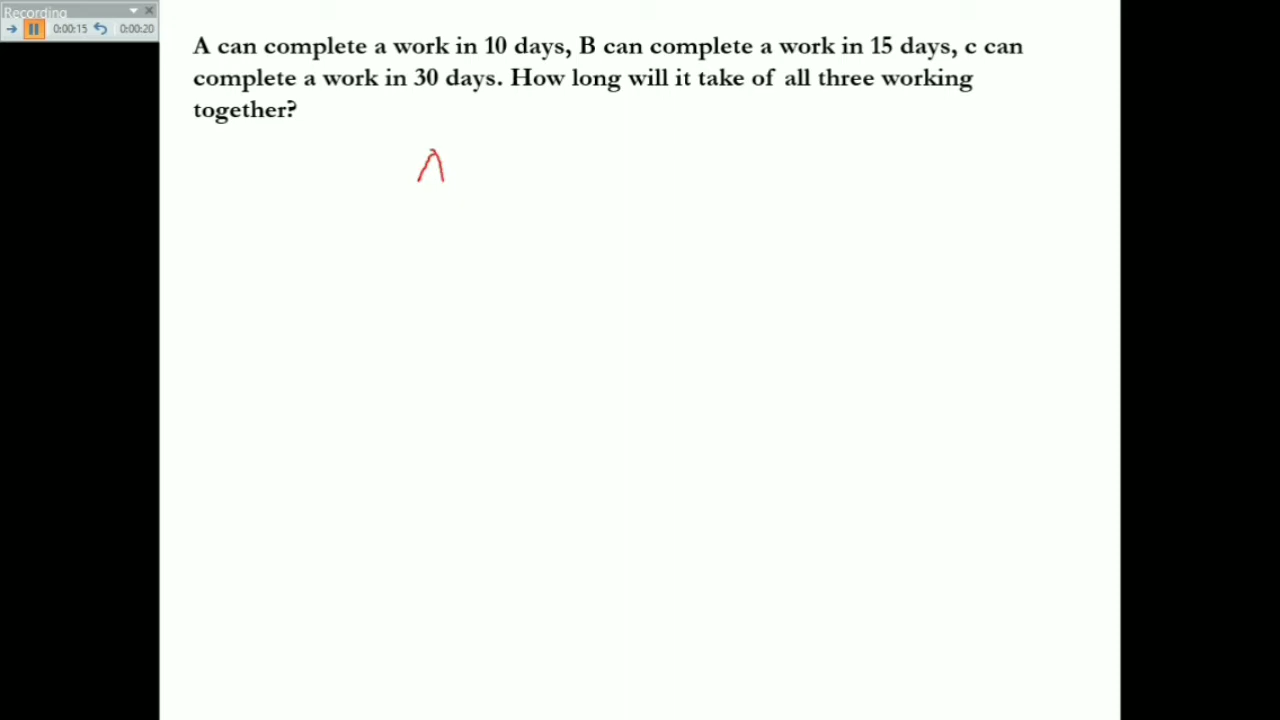 Recording
0:00:15 0:00:20
A can complete a work in 10 days, B can complete a work in 15 days, c can
complete a work in 30 days. How long will it take of all three working
together?